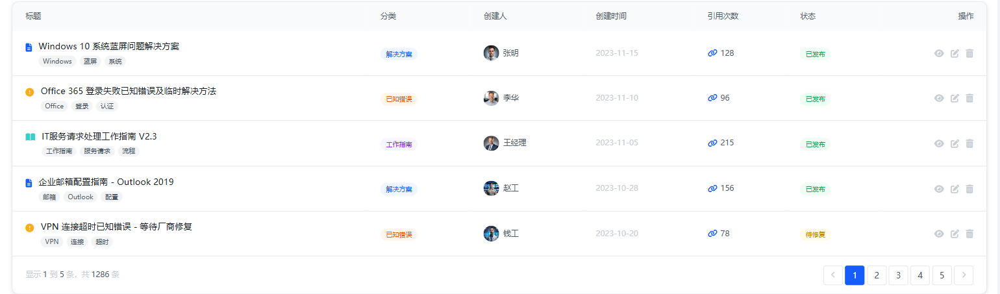 标题 分类 创建人 创建时间 引用次数 状态 操作
Windows 10 系统蓝屏问题解决方案
Windows 蓝屏 系统
解决方案 张明 2023-11-15 128 已发布
Office 365 登录失败已知错误及临时解决方法
Office 登录 认证
已知错误 李华 2023-11-10 96 已发布
IT服务请求处理工作指南 V2.3
工作指南 服务请求 流程
工作指南 王经理 2023-11-05 215 已发布
企业邮箱配置指南 - Outlook 2019
邮箱 Outlook 配置
解决方案 赵工 2023-10-28 156 已发布
VPN 连接超时已知错误 - 等待厂商修复
VPN 连接 超时
已知错误 钱工 2023-10-20 78 待修复
显示 1 到 5 条，共 1286 条 1 2 3 4 5